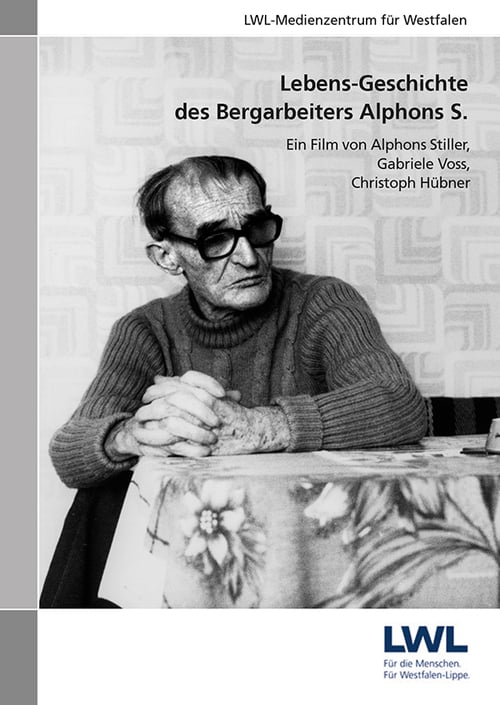 LWL-Medienzentrum für Westfalen
Lebens-Geschichte
des Bergarbeiters Alphons S.
Ein Film von Alphons Stiller,
Gabriele Voss,
Christoph Hübner
LWL
Für die Menschen.
Für Westfalen-Lippe.